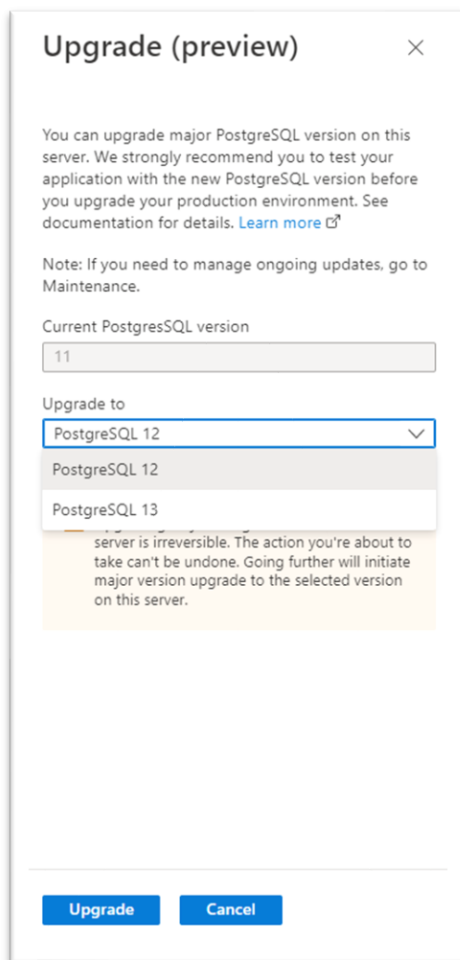 Upgrade (preview)
You can upgrade major PostgreSQL version on this
server. We strongly recommend you to test your
application with the new PostgreSQL version before
you upgrade your production environment. See
documentation for details. Learn more
Note: If you need to manage ongoing updates, go to
Maintenance.
Current PostgresSQL version
11
Upgrade to
PostgreSQL 12
PostgreSQL 12
PostgreSQL 13
server is irreversible. The action you're about to
take can't be undone. Going further will initiate
major version upgrade to the selected version
on this server.
Upgrade
Cancel